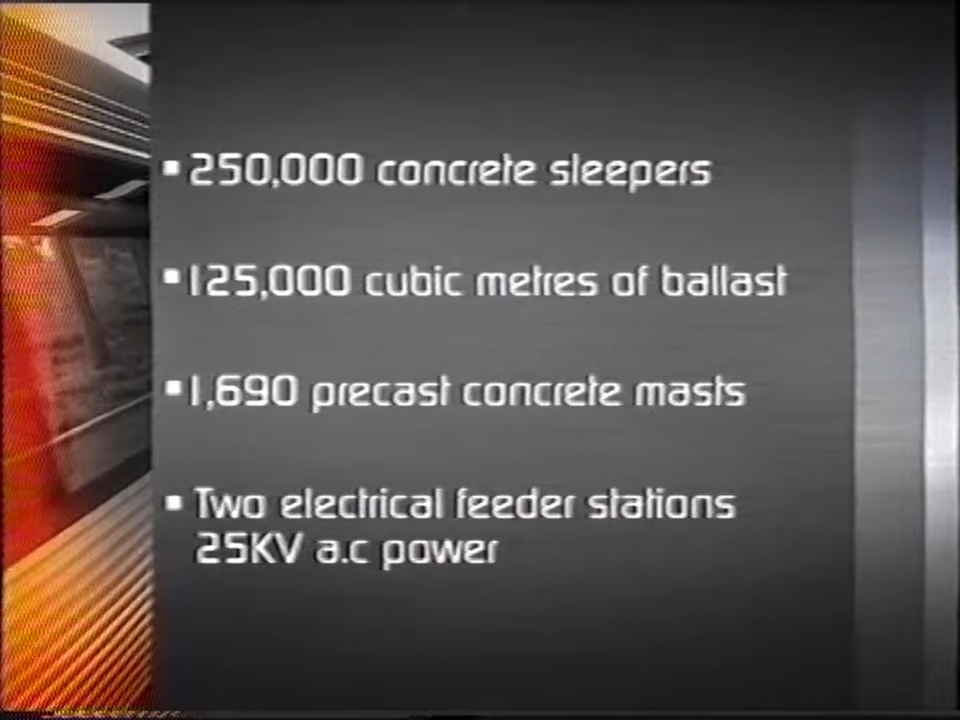 ▪ 250,000 concrete sleepers
▪ 125,000 cubic metres of ballast
▪ 1,690 precast concrete masts
▪ Two electrical feeder stations
25KV a.c power